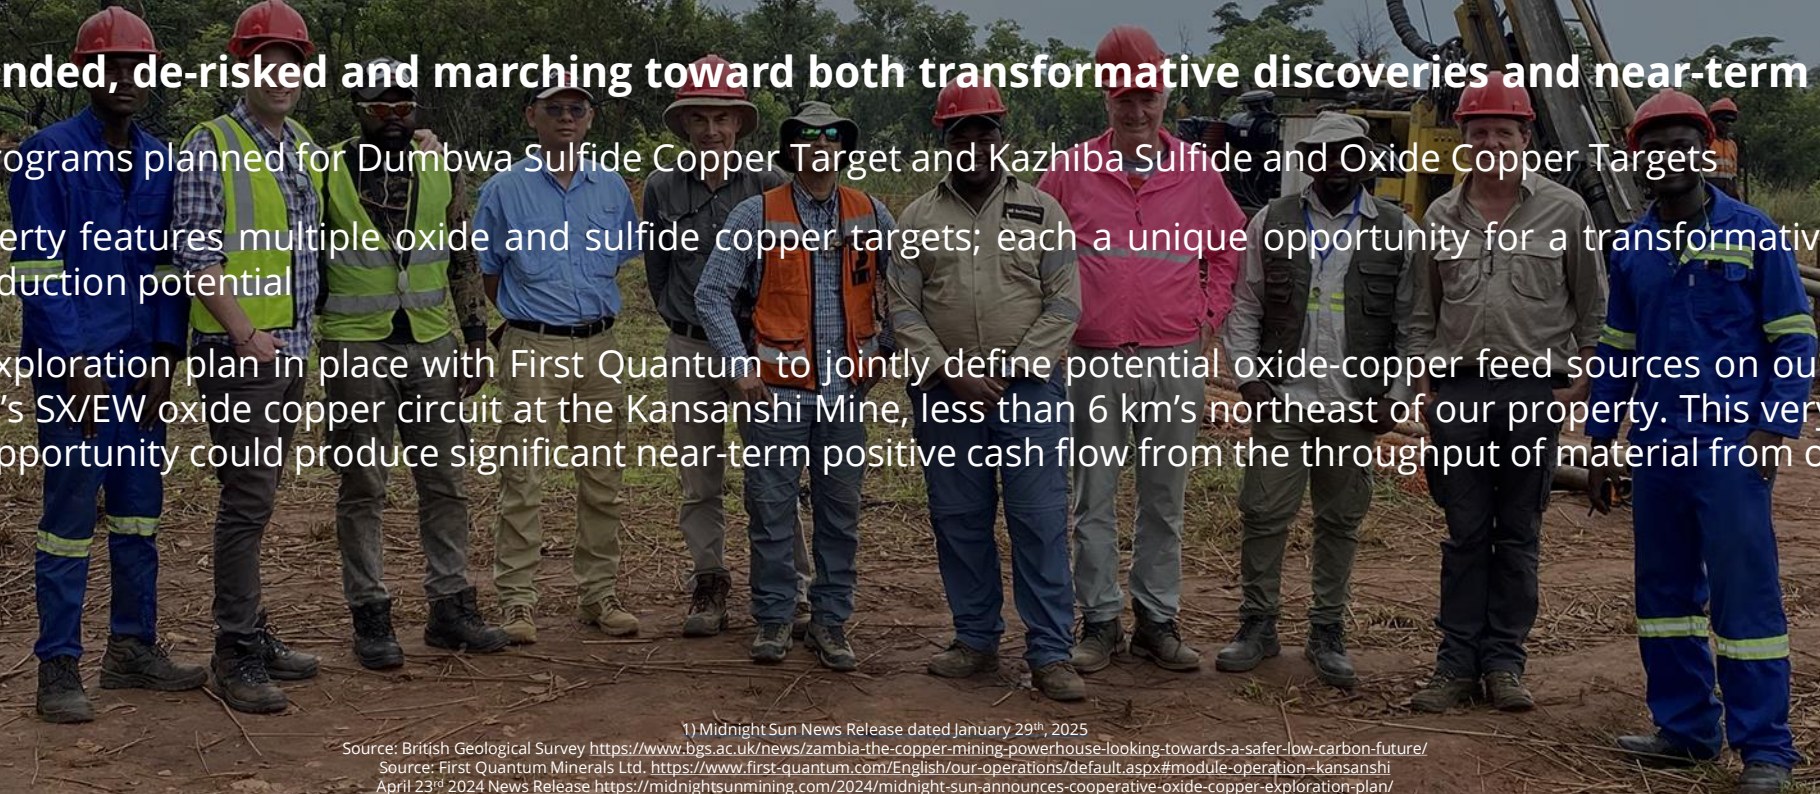 nded, de-risked and marching toward both transformative discoveries and near-term
rograms planned for Dumbwa Sulfide Copper Target and Kazhiba Sulfide and Oxide Copper Targets
erty features multiple oxide and sulfide copper targets; each a unique opportunity for a transformativ
duction potential
xploration plan in place with First Quantum to jointly define potential oxide-copper feed sources on ou
's SX/EW oxide copper circuit at the Kansanshi Mine, less than 6 km's northeast of our property. This very
pportunity could produce significant near-term positive cash flow from the throughput of material from o
1) Midnight Sun News Release dated January 29th, 2025
Source: British Geological Survey https://www.bgs.ac.uk/news/zambia-the-copper-mining-powerhouse-looking-towards-a-safer-low-carbon-future/
Source: First Quantum Minerals Ltd. https://www.first-quantum.com/English/our-operations/default.aspx#module-operation--kansanshi
April 23rd 2024 News Release https://midnightsunmining.com/2024/midnight-sun-announces-cooperative-oxide-copper-exploration-plan/